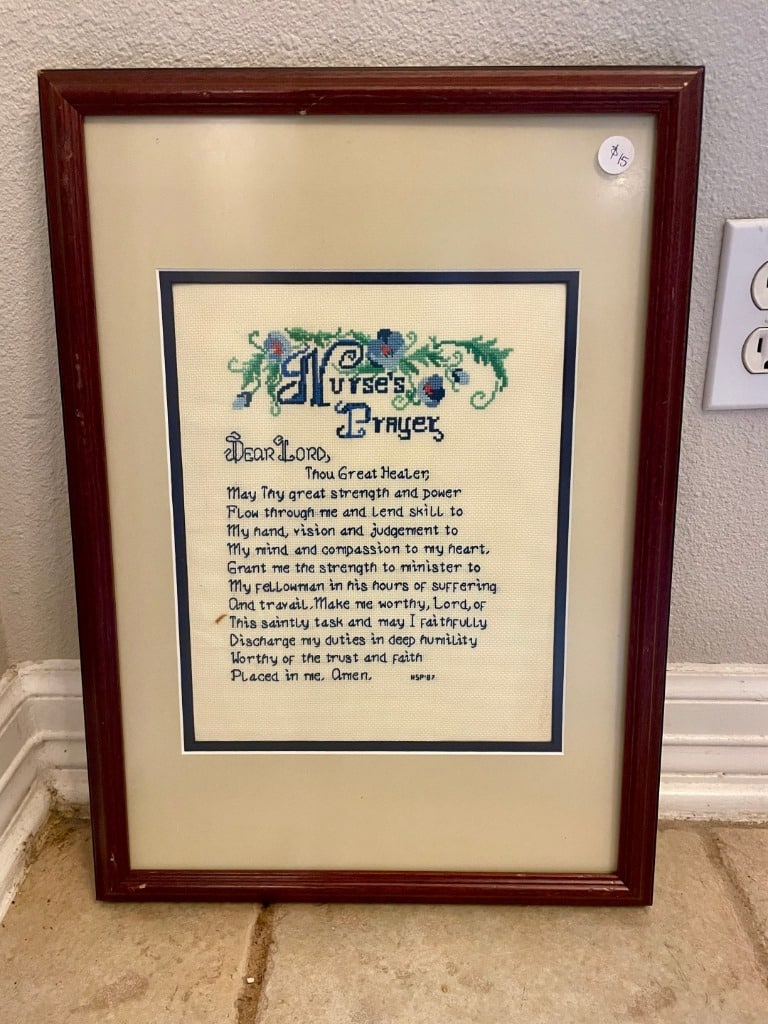 $15
Nurse's
Prayer
Dear Lord,
Thou Great Healer,
May Thy great strength and power
Flow through me and lend skill to
My hand, vision and judgement to
My mind and compassion to my heart.
Grant me the strength to minister to
My fellowman in his hours of suffering
And travail. Make me worthy, Lord, of
This saintly task and may I faithfully
Discharge my duties in deep humility
Worthy of the trust and faith
Placed in me. Amen.